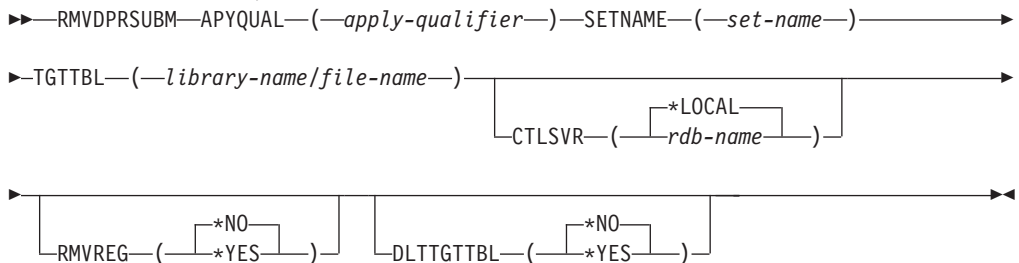 RMVDPRSUBM APYQUAL ( apply-qualifier ) SETNAME ( set-name )
TGTTBL ( library-name/file-name )
*LOCAL
CTLSVR ( rdb-name )
*NO *NO
RMVREG ( *YES ) DLTTGTTBL ( *YES )